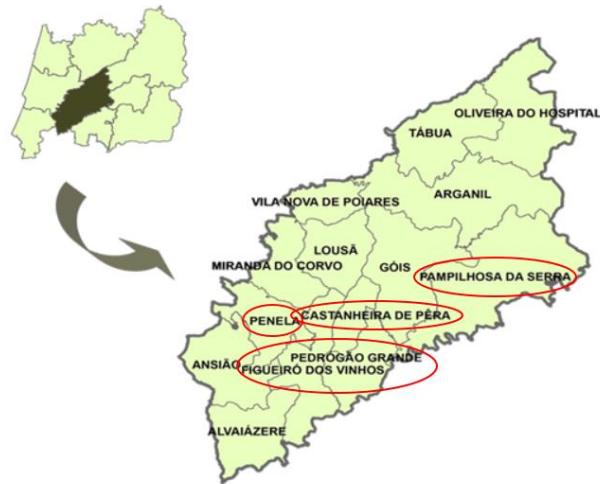 OLIVEIRA DO HOSPITAL
TÁBUA
ARGANIL
VILA NOVA DE POIARES
LOUSÃ
MIRANDA DO CORVO
GÓIS
PAMPILHOSA DA SERRA
PENELA
CASTANHEIRA DE PÊRA
PEDRÓGÃO GRANDE
ANSIÃO
FIGUEIRÓ DOS VINHOS
ALVAIÁZERE